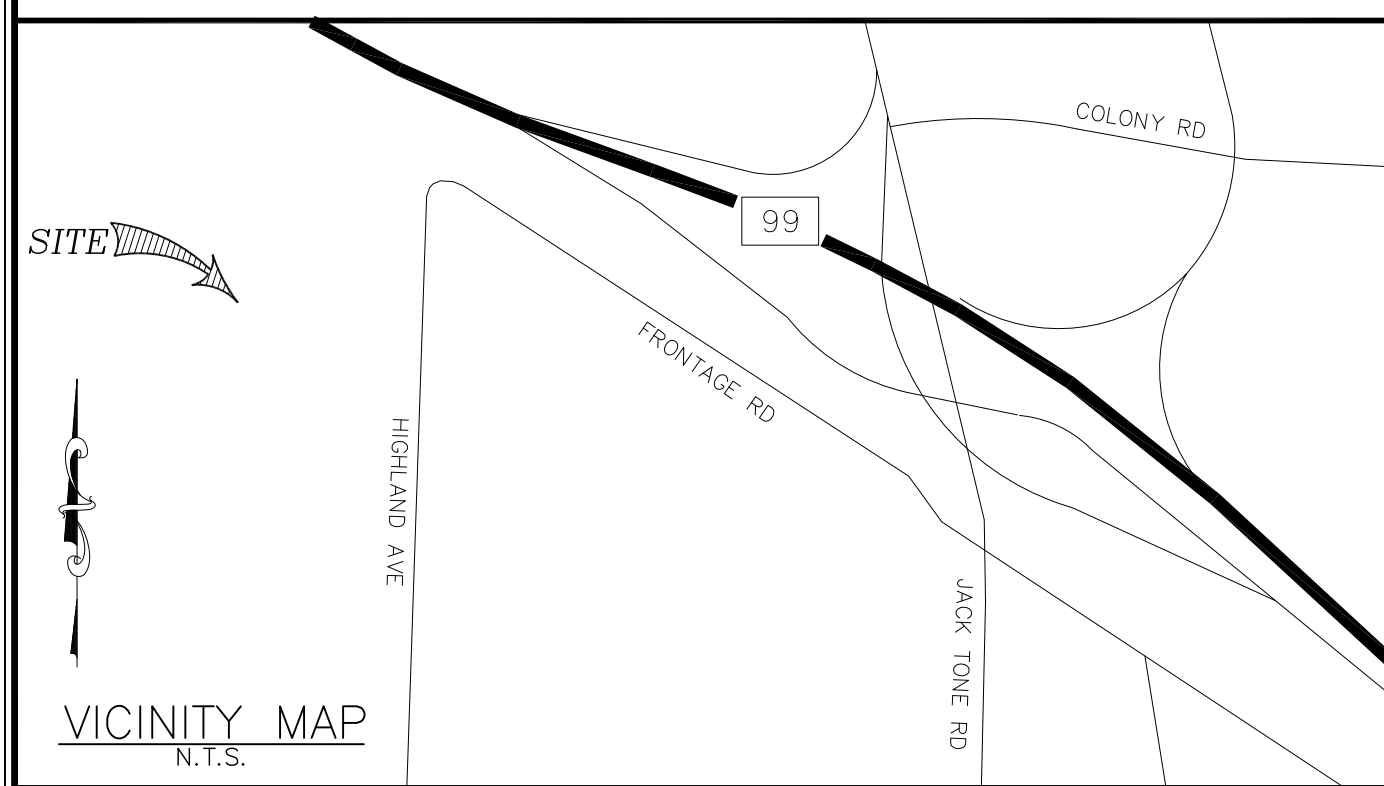 COLONY RD
99
SITE
FRONTAGE RD
HIGHLAND AVE
JACK TONE RD
VICINITY MAP
N.T.S.